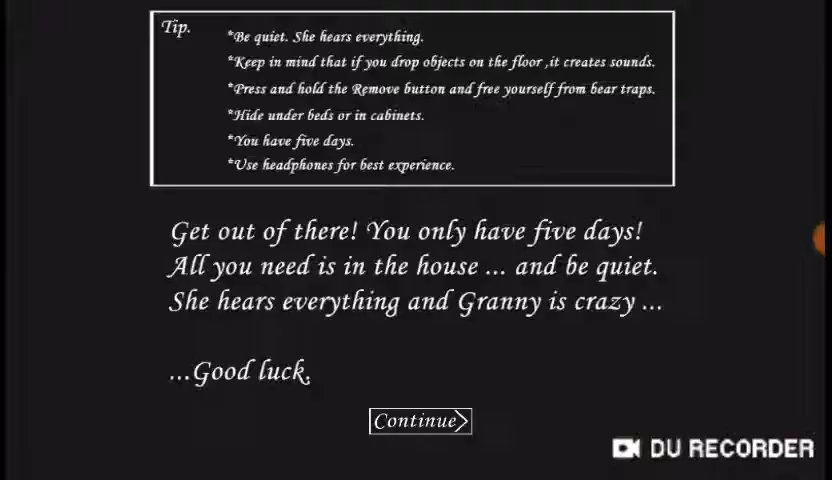 Tip.
*Be quiet. She hears everything.
*Keep in mind that if you drop objects on the floor ,it creates sounds.
*Press and hold the Remove button and free yourself from bear traps.
*Hide under beds or in cabinets.
*You have five days.
*Use headphones for best experience.
Get out of there! You only have five days!
All you need is in the house ... and be quiet.
She hears everything and Granny is crazy ...
...Good luck.
Continue
DU RECORDER